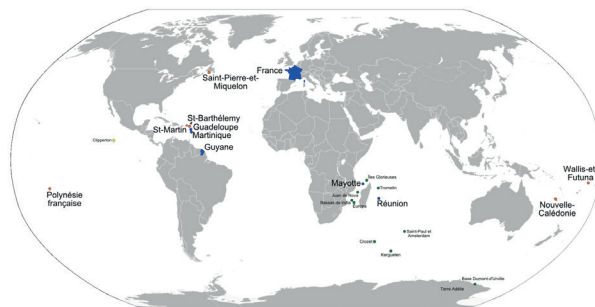 France
Saint-Pierre-et-
Miquelon
St-Barthélemy
St-Martin
Guadeloupe
Martinique
Clipperton
Guyane
Mayotte
Îles Glorieuses
Tromelin
Juan de Nova
Bassas da India
Europa
Réunion
Wallis-et-
Futuna
Polynésie
française
Nouvelle-
Calédonie
Saint-Paul et
Amsterdam
Crozet
Kerguelen
Base Dumont-d'Urville
Terre Adélie